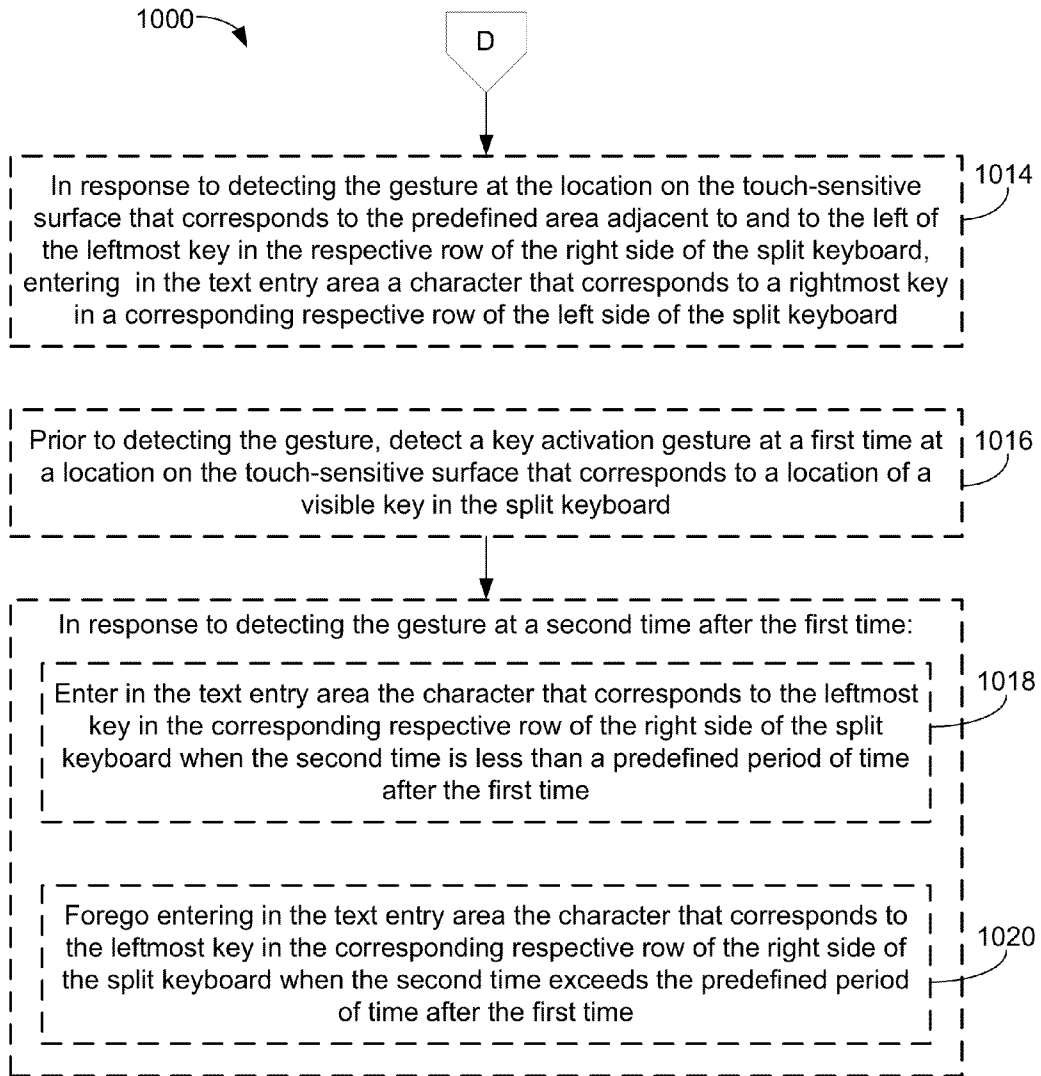 1000
D
In response to detecting the gesture at the location on the touch-sensitive
surface that corresponds to the predefined area adjacent to and to the left of
the leftmost key in the respective row of the right side of the split keyboard,
entering in the text entry area a character that corresponds to a rightmost key
in a corresponding respective row of the left side of the split keyboard
1014
Prior to detecting the gesture, detect a key activation gesture at a first time at
a location on the touch-sensitive surface that corresponds to a location of a
visible key in the split keyboard
1016
In response to detecting the gesture at a second time after the first time:
Enter in the text entry area the character that corresponds to the leftmost
key in the corresponding respective row of the right side of the split
keyboard when the second time is less than a predefined period of time
after the first time
1018
Forego entering in the text entry area the character that corresponds to
the leftmost key in the corresponding respective row of the right side of
the split keyboard when the second time exceeds the predefined period
of time after the first time
1020